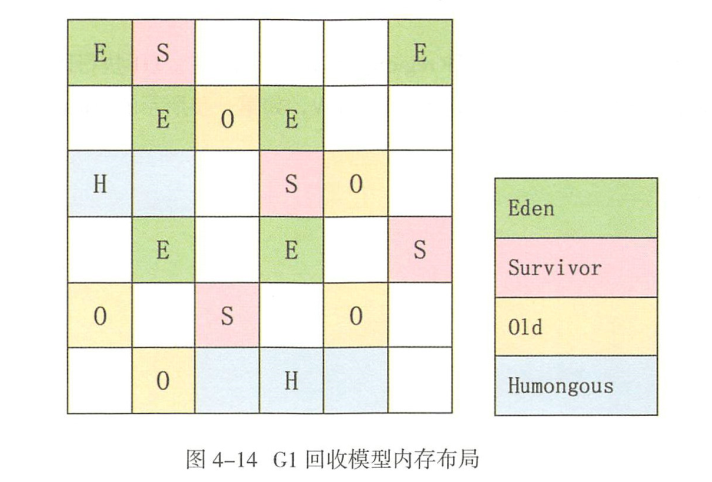 E S E
E O E
H S O
E E S
O S O
O H
Eden
Survivor
Old
Humongous
图 4-14 G1 回收模型内存布局